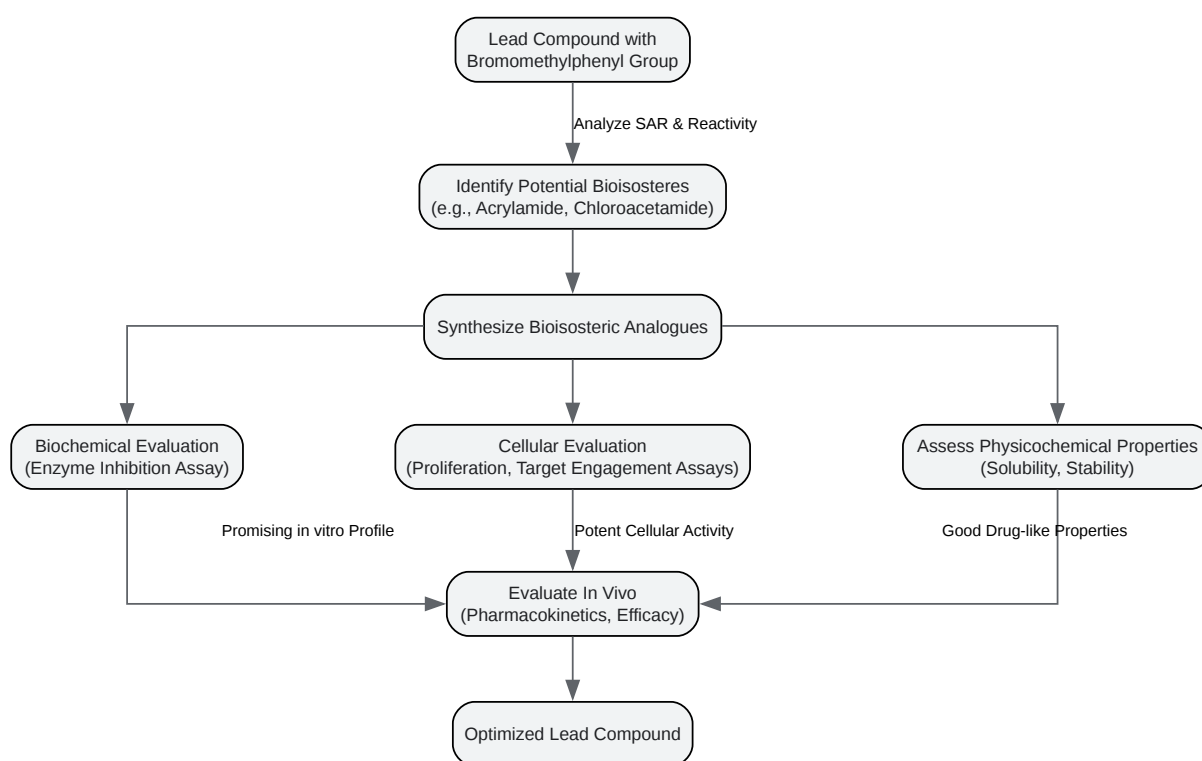 Lead Compound with
Bromomethylphenyl Group
Analyze SAR & Reactivity
Identify Potential Bioisosteres
(e.g., Acrylamide, Chloroacetamide)
Synthesize Bioisosteric Analogues
Biochemical Evaluation
(Enzyme Inhibition Assay)
Cellular Evaluation
(Proliferation, Target Engagement Assays)
Assess Physicochemical Properties
(Solubility, Stability)
Promising in vitro Profile
Potent Cellular Activity
Good Drug-like Properties
Evaluate In Vivo
(Pharmacokinetics, Efficacy)
Optimized Lead Compound